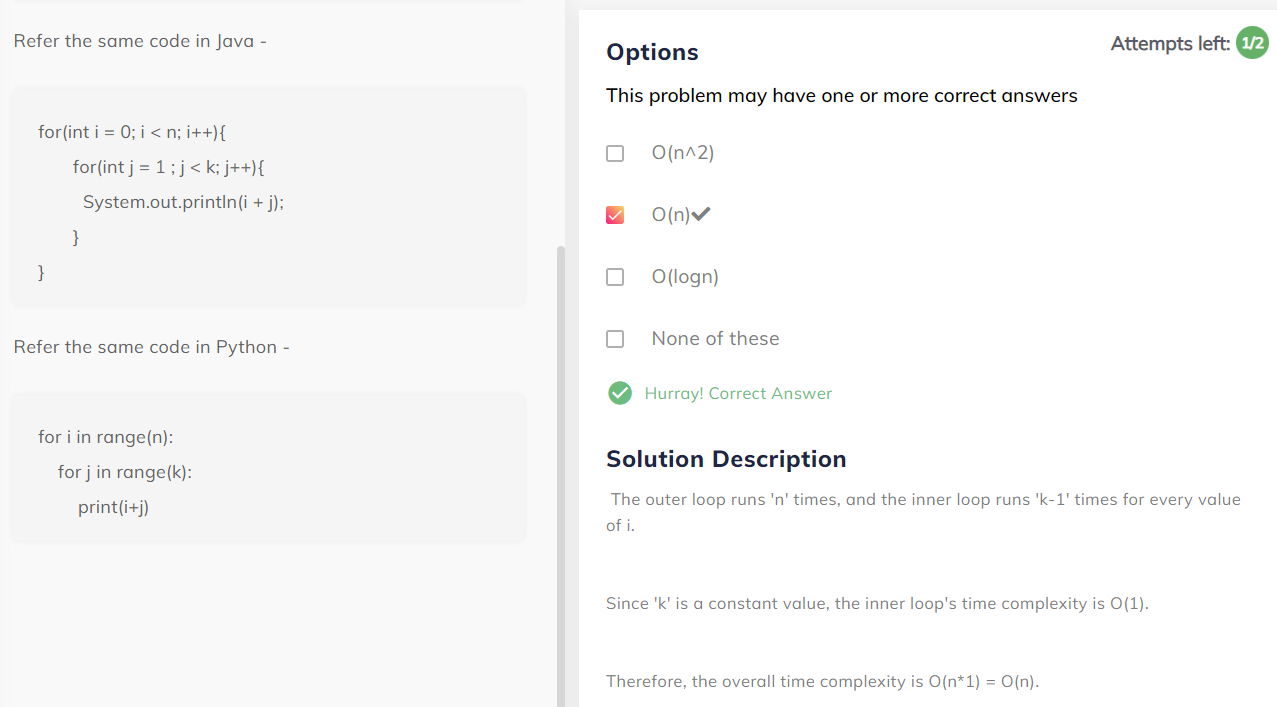 Refer the same code in Java -
for(int i = 0; i < n; i++){
for(int j = 1 ; j < k; j++){
System.out.println(i + j);
}
}
Refer the same code in Python -
for i in range(n):
for j in range(k):
print(i+j)
Attempts left: 1/2
Options
This problem may have one or more correct answers
O(n^2)
O(n)✔
O(logn)
None of these
Hurray! Correct Answer
Solution Description
The outer loop runs 'n' times, and the inner loop runs 'k-1' times for every value
of i.
Since 'k' is a constant value, the inner loop's time complexity is O(1).
Therefore, the overall time complexity is O(n*1) = O(n).